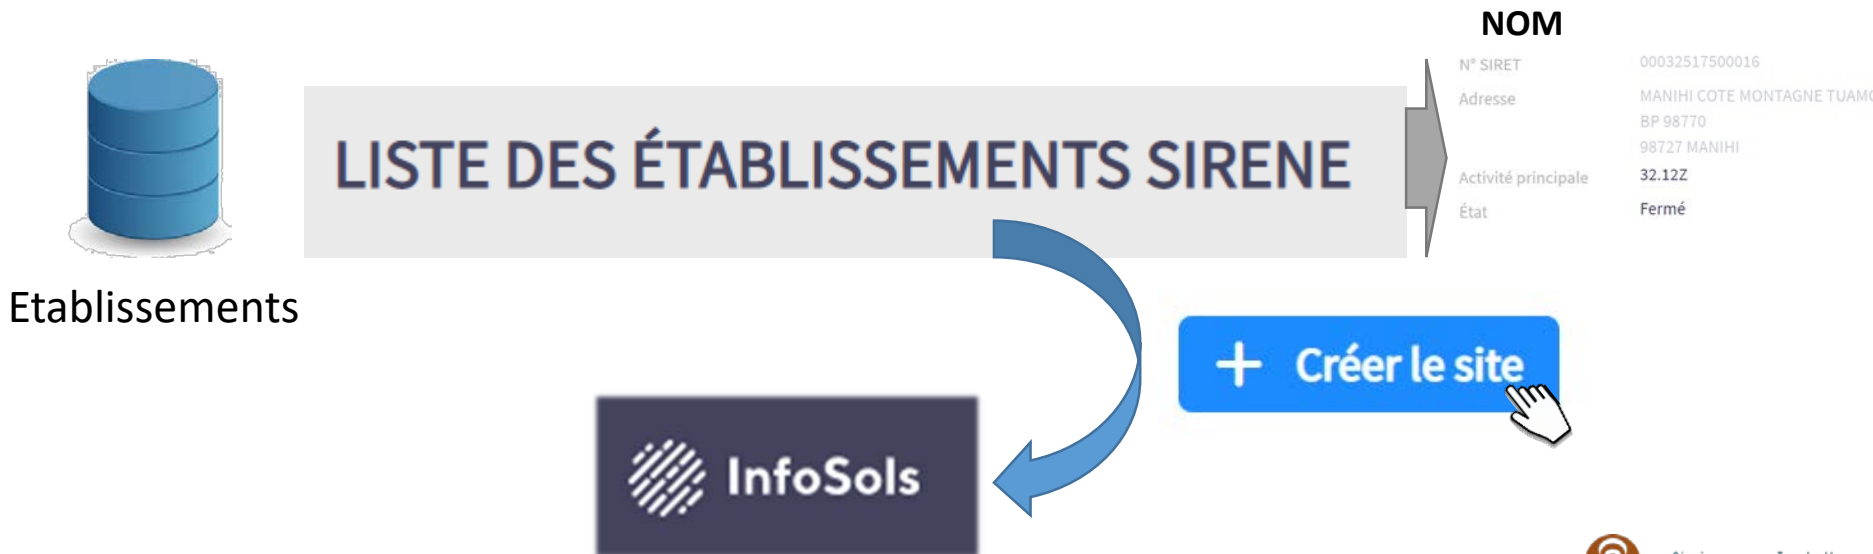 NOM
N° SIRET 00032517500016
Adresse MANIHI COTE MONTAGNE
BP 98770
98727 MANIHI
Activité principale 32.12Z
État Fermé
LISTE DES ÉTABLISSEMENTS SIRENE
Etablissements
+ Créer le site
InfoSols